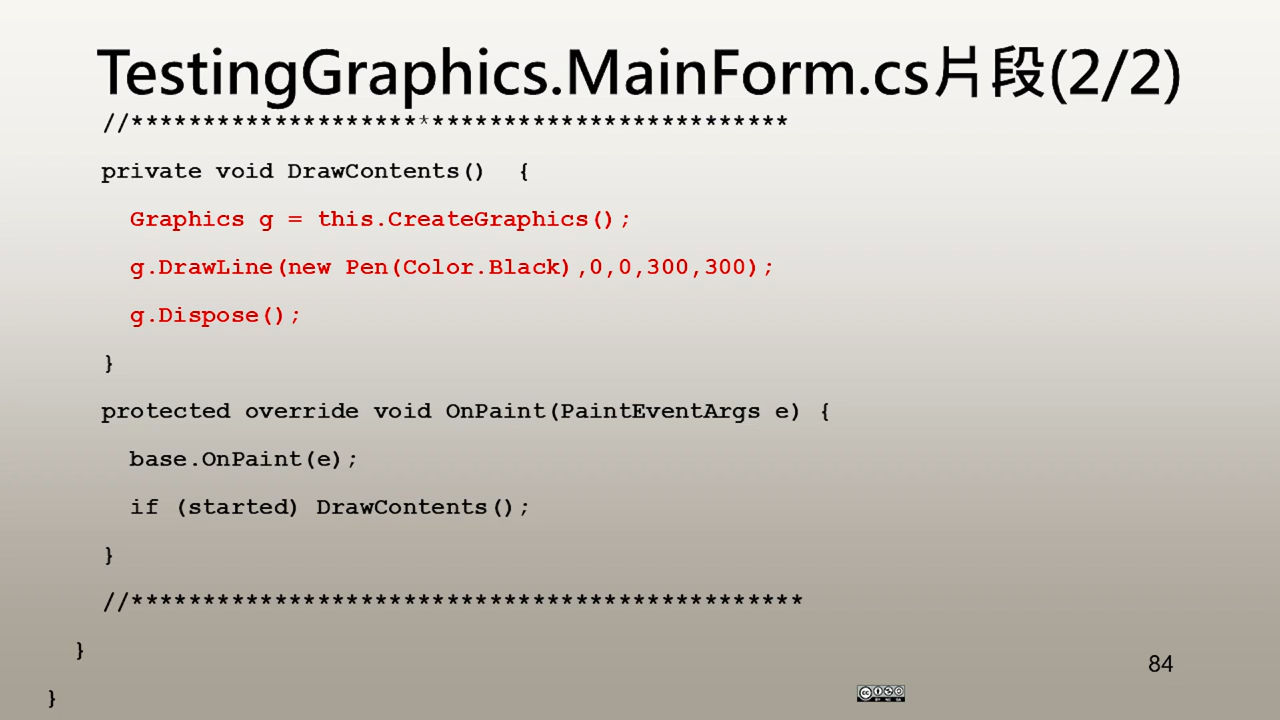 TestingGraphics.MainForm.cs片段(2/2)
//**********************************************
private void DrawContents()  {
Graphics g = this.CreateGraphics();
g.DrawLine(new Pen(Color.Black),0,0,300,300);
g.Dispose();
}
protected override void OnPaint(PaintEventArgs e) {
base.OnPaint(e);
if (started) DrawContents();
}
//***********************************************
}
84
}